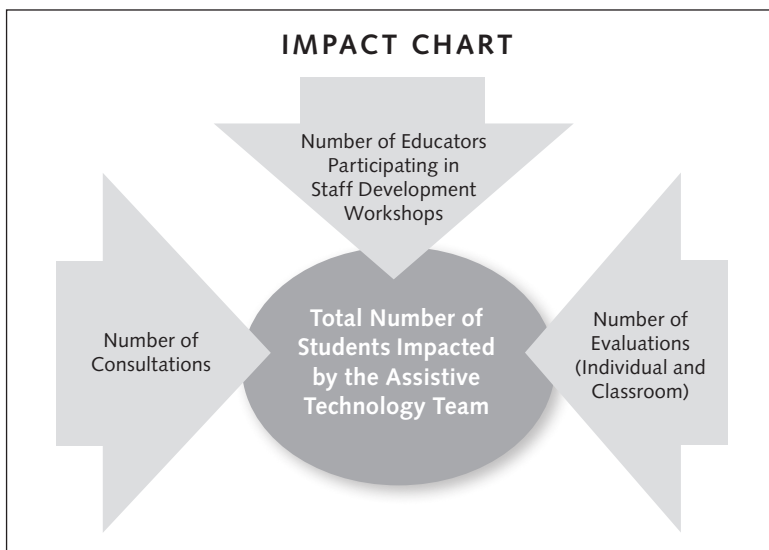 IMPACT CHART
Number of Educators
Participating in
Staff Development
Workshops
Number of
Consultations
Total Number of
Students Impacted
by the Assistive
Technology Team
Number of
Evaluations
(Individual and
Classroom)